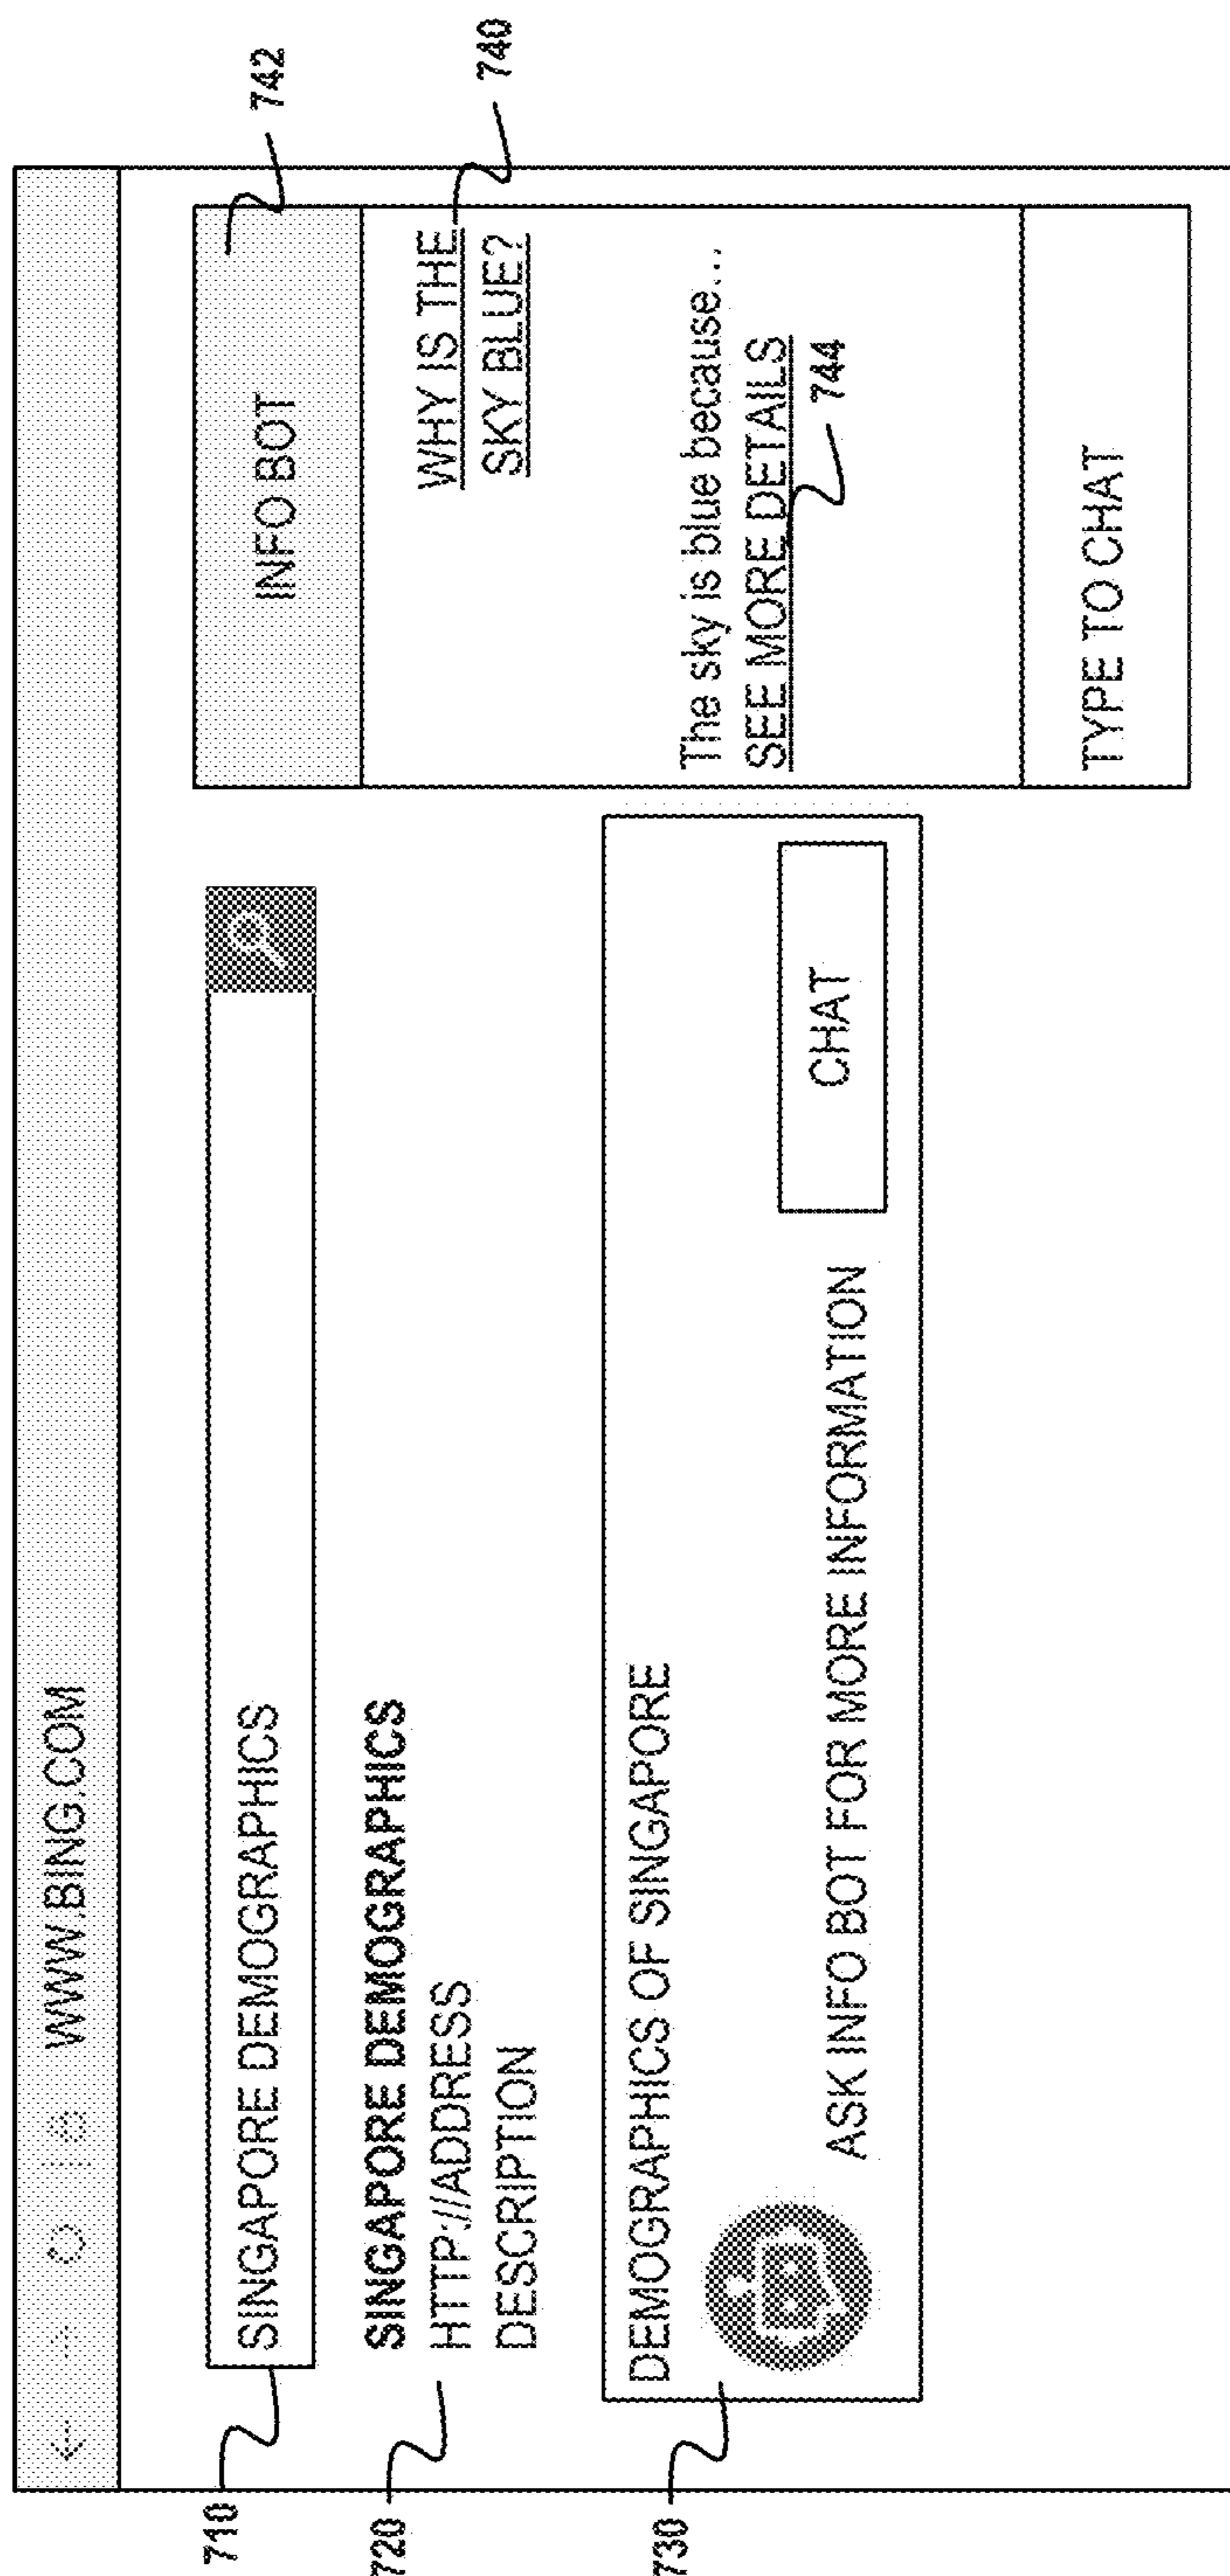 WWW.BING.COM
710
SINGAPORE DEMOGRAPHICS
720
SINGAPORE DEMOGRAPHICS
HTTP://ADDRESS
DESCRIPTION
730
DEMOGRAPHICS OF SINGAPORE
ASK INFO BOT FOR MORE INFORMATION
CHAT
742
INFO BOT
740
WHY IS THE
SKY BLUE?
The sky is blue because...
SEE MORE DETAILS
744
TYPE TO CHAT